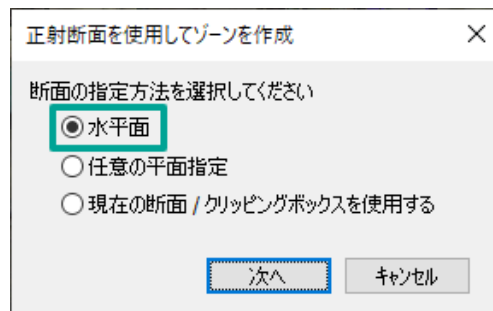 正射断面を使用してゾーンを作成
断面の指定方法を選択してください
水平面
任意の平面指定
現在の断面 / クリッピングボックスを使用する
次へ キャンセル